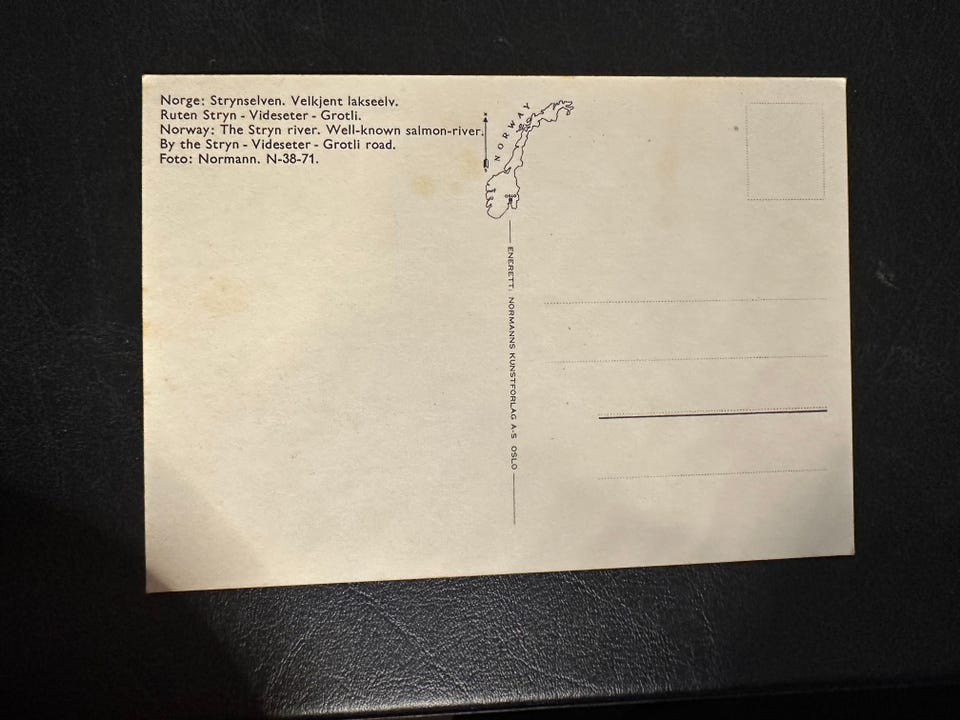 Norge: Strynselven. Velkjent lakseelv.
Ruten Stryn - Videseter - Grotli.
Norway: The Stryn river. Well-known salmon-river.
By the Stryn - Videseter - Grotli road.
Foto: Normann. N-38-71.
NORWAY
ENERETT: NORMANNS KUNSTFORLAG A-S OSLO